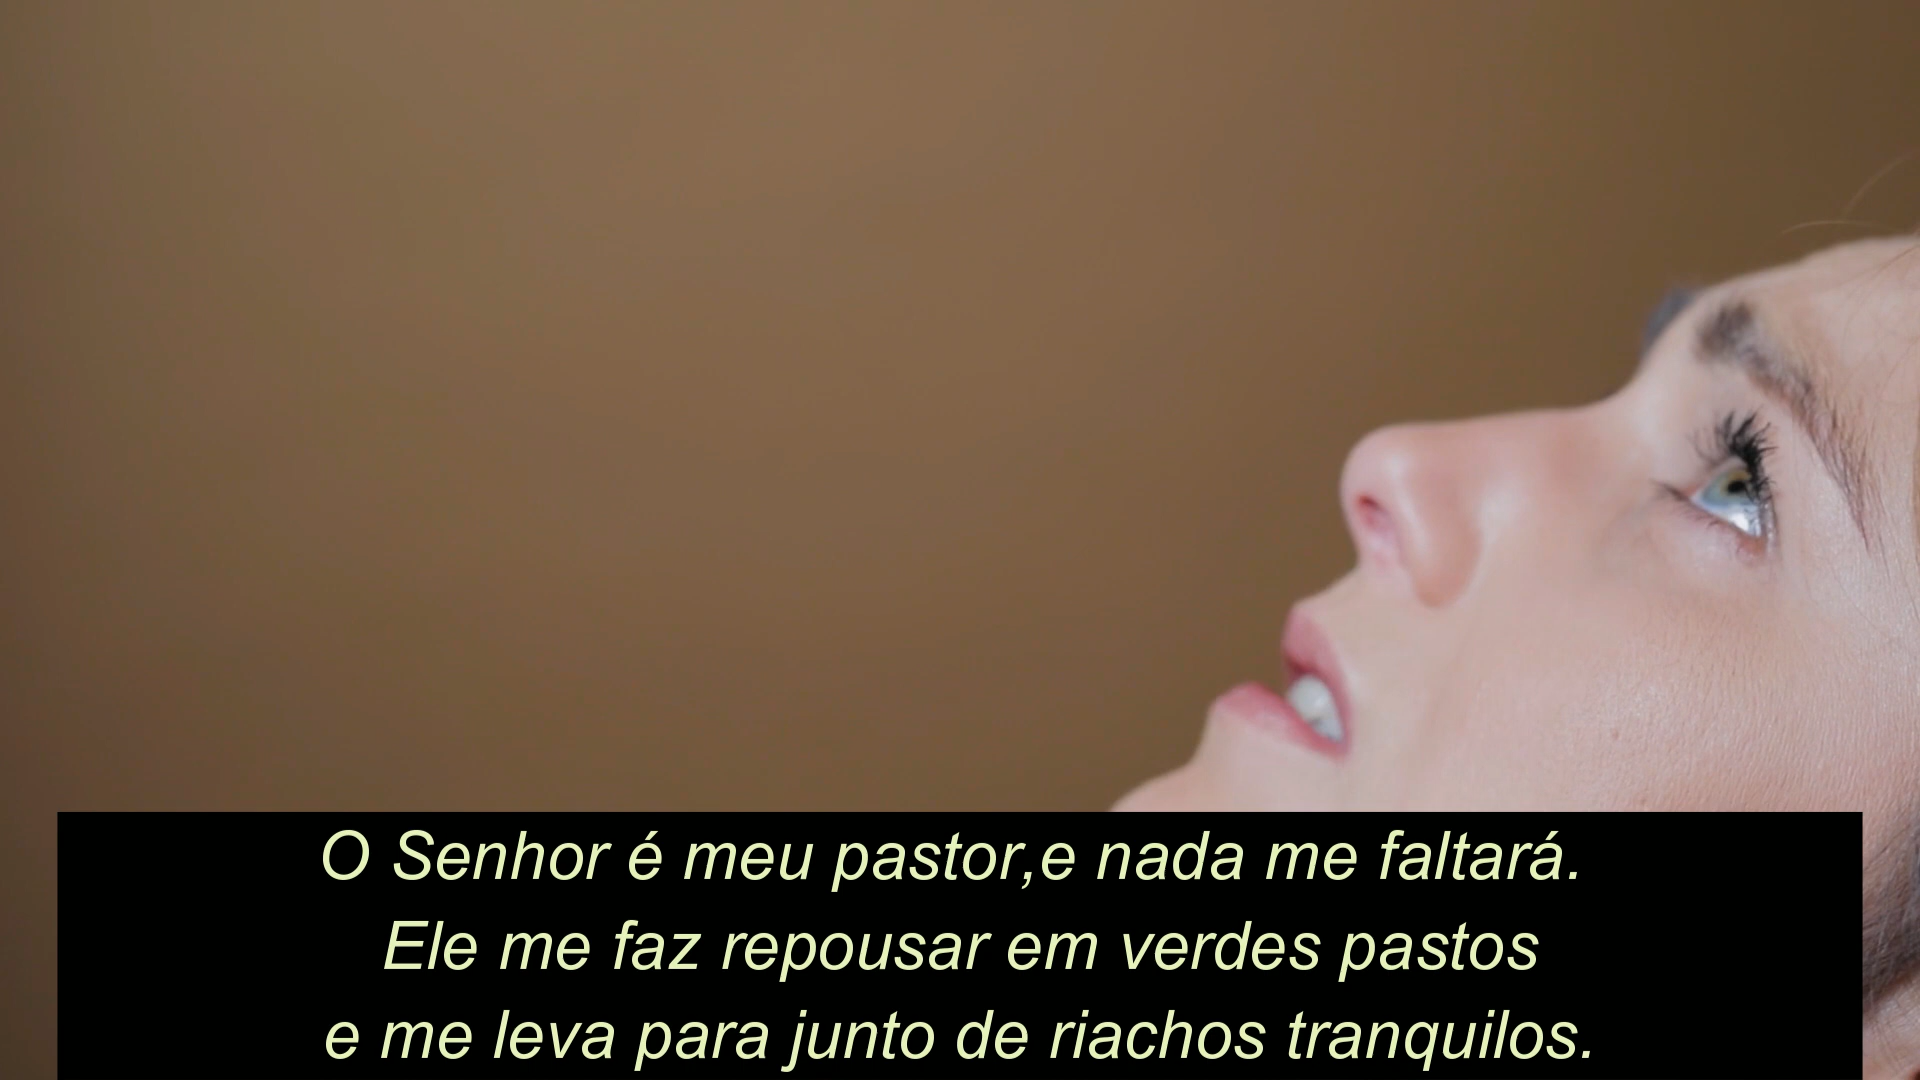 O Senhor é meu pastor,e nada me faltará.
Ele me faz repousar em verdes pastos
e me leva para junto de riachos tranquilos.